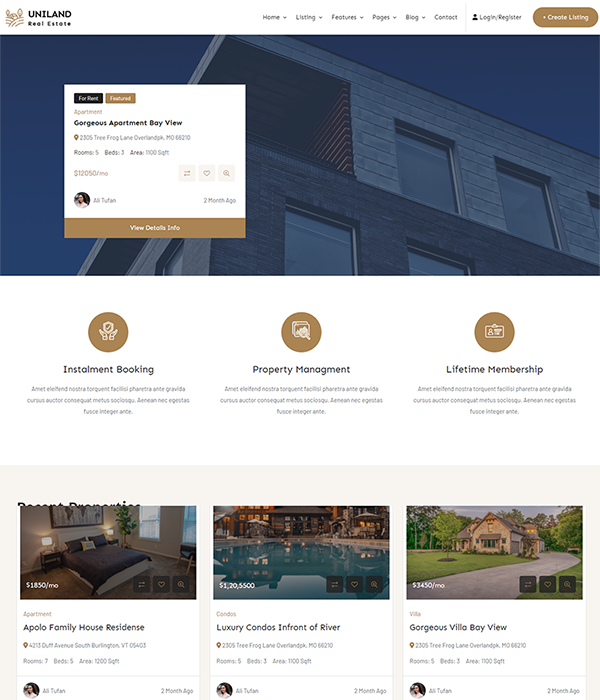 UNILAND
Real Estate
Home
Listing
Features
Pages
Blog
Contact
Login/Register
+ Create Listing
For Rent
Featured
Apartment
Gorgeous Apartment Bay View
2305 Tree Frog Lane Overlandpk, MO 66210
Rooms: 5 Beds: 3 Area: 1100 Sqft
$12050/mo
Ali Tufan
2 Month Ago
View Details Info
Instalment Booking
Amet eleifend nostra torquent facilisi pharetra ante gravida
cursus auctor consequat metus sociosqu. Aenean nec egestas
fusce integer ante.
Property Managment
Amet eleifend nostra torquent facilisi pharetra ante gravida
cursus auctor consequat metus sociosqu. Aenean nec egestas
fusce integer ante.
Lifetime Membership
Amet eleifend nostra torquent facilisi pharetra ante gravida
cursus auctor consequat metus sociosqu. Aenean nec egestas
fusce integer ante.
Recent Properties
$1850/mo
Apartment
Apolo Family House Residense
4213 Duff Avenue South Burlington, VT 05403
Rooms: 7 Beds: 5 Area: 1200 Sqft
Ali Tufan
2 Month Ago
$1,20,5500
Condos
Luxury Condos Infront of River
2305 Tree Frog Lane Overlandpk, MO 66210
Rooms: 5 Beds: 3 Area: 1100 Sqft
Ali Tufan
2 Month Ago
$3450/mo
Villa
Gorgeous Villa Bay View
2305 Tree Frog Lane Overlandpk, MO 66210
Rooms: 5 Beds: 3 Area: 1100 Sqft
Ali Tufan
2 Month Ago